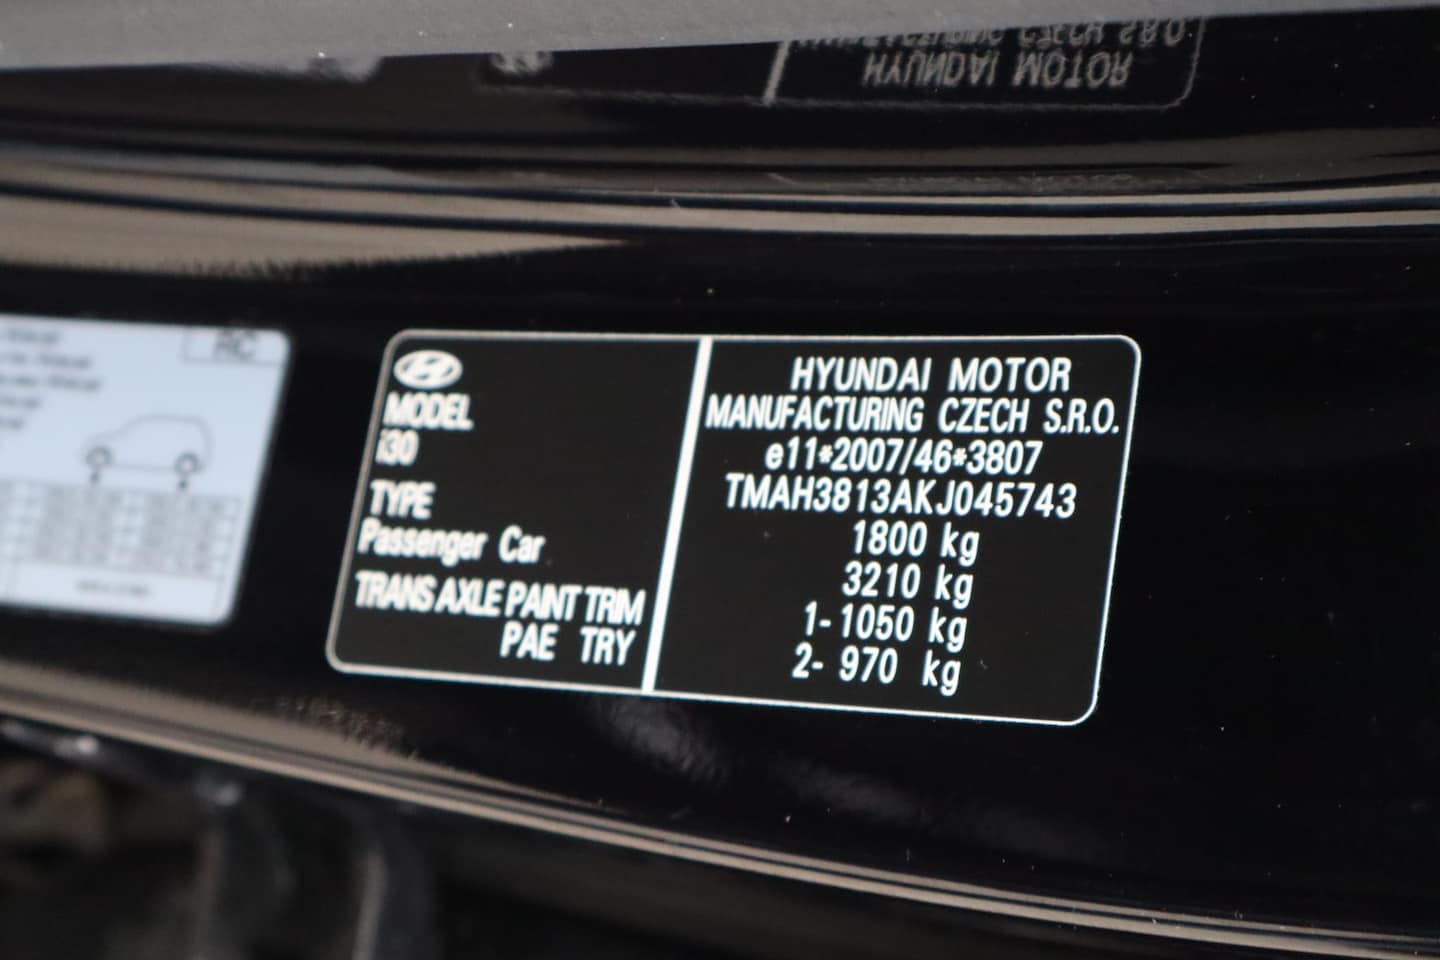 HYUNDAI MOTOR
RC
MODEL
i30
TYPE
Passenger Car
TRANS AXLE PAINT TRIM
PAE TRY
HYUNDAI MOTOR
MANUFACTURING CZECH S.R.O.
e11*2007/46*3807
TMAH3813AKJ045743
1800 kg
3210 kg
1- 1050 kg
2- 970 kg